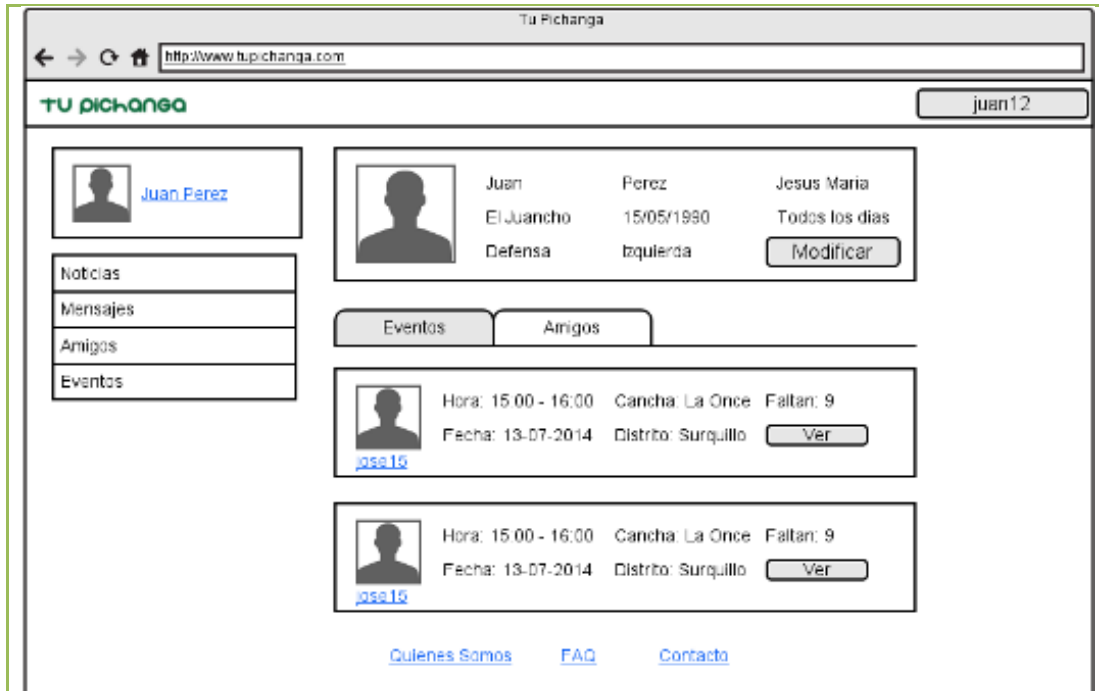 Tu Pichanga
http://www.tupichanga.com
TU PICHANGA
juan12
Juan Perez
Noticias
Mensajes
Amigos
Eventos
Juan Perez Jesus Maria
El Juancho 15/05/1990 Todos los dias
Defensa Izquierda Modificar
Eventos Amigos
Hora: 15:00 - 16:00 Cancha: La Once Faltan: 9
Fecha: 13-07-2014 Distrito: Surquillo Ver
jose15
Hora: 15:00 - 16:00 Cancha: La Once Faltan: 9
Fecha: 13-07-2014 Distrito: Surquillo Ver
jose15
Quienes Somos FAQ Contacto